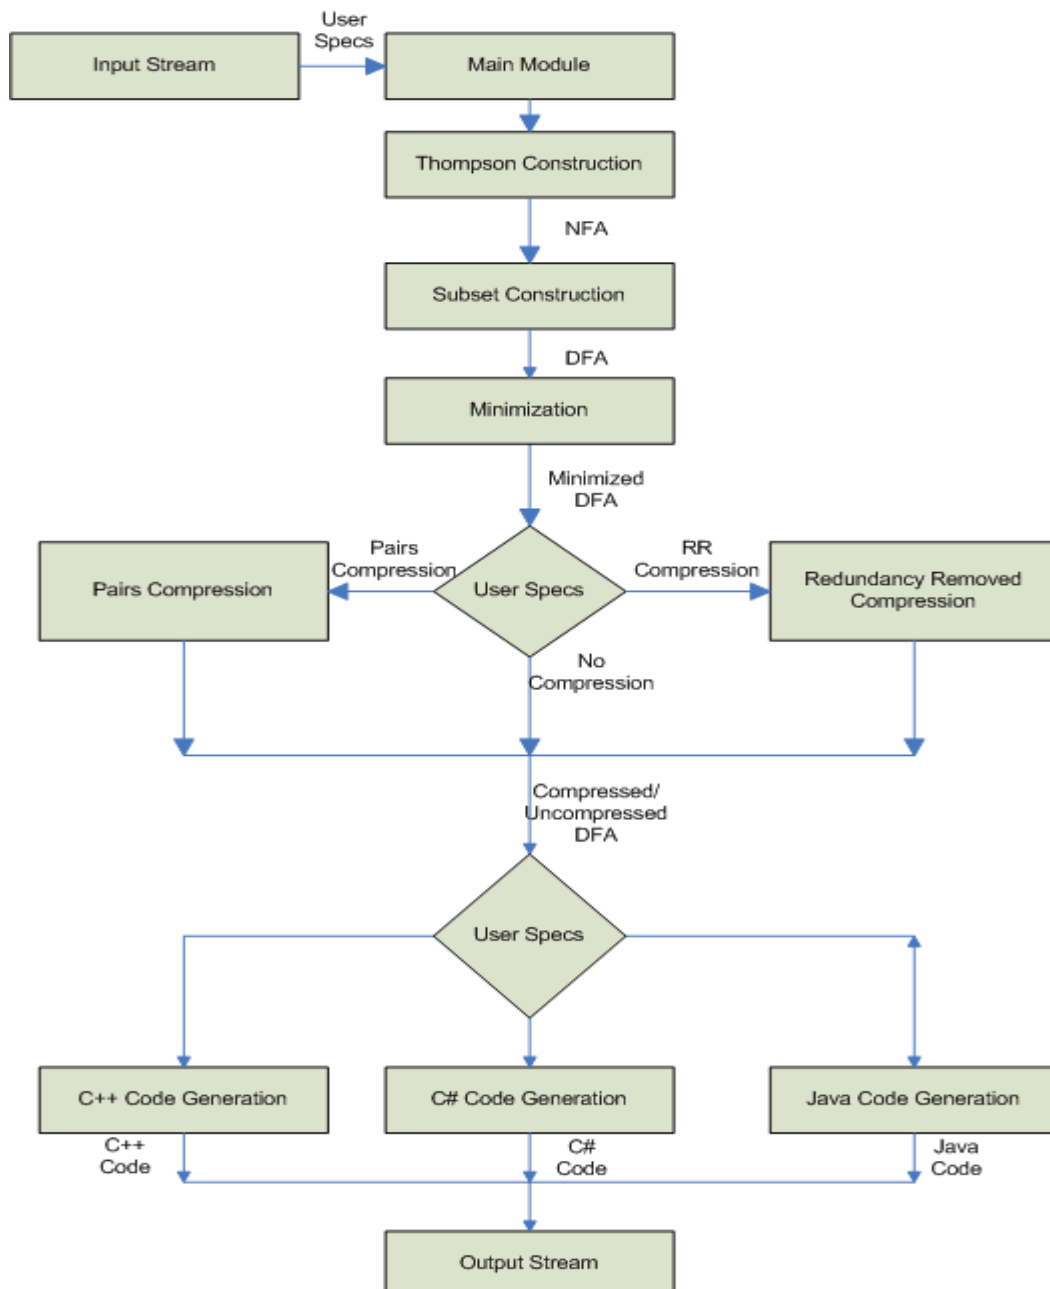 User
Specs
Input Stream
Main Module
Thompson Construction
NFA
Subset Construction
DFA
Minimization
Minimized
DFA
Pairs
Compression
RR
Compression
Pairs Compression
User Specs
Redundancy Removed
Compression
No
Compression
Compressed/
Uncompressed
DFA
User Specs
C++ Code Generation
C# Code Generation
Java Code Generation
C++
Code
C#
Code
Java
Code
Output Stream